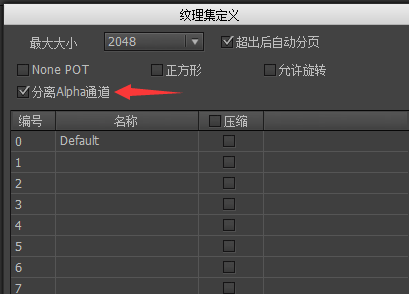 纹理集定义
最大大小 2048 超出后自动分页
None POT 正方形 允许旋转
分离Alpha通道
编号 名称 压缩
0 Default
1
2
3
4
5
6
7